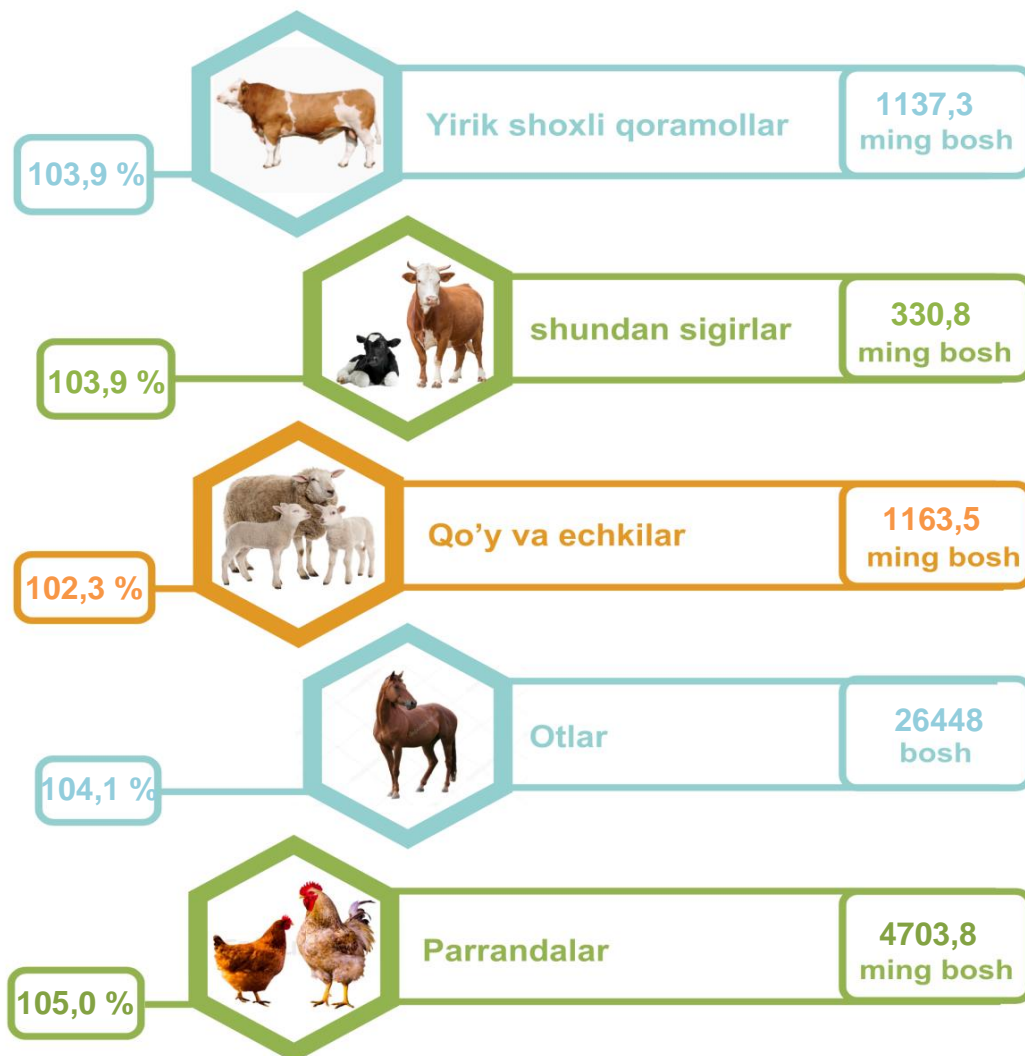 Yirik shoxli qoramollar
1137,3
ming bosh
103,9 %
shundan sigirlar
330,8
ming bosh
103,9 %
Qo’y va echkilar
1163,5
ming bosh
102,3 %
Otlar
26448
bosh
104,1 %
Parrandalar
4703,8
ming bosh
105,0 %